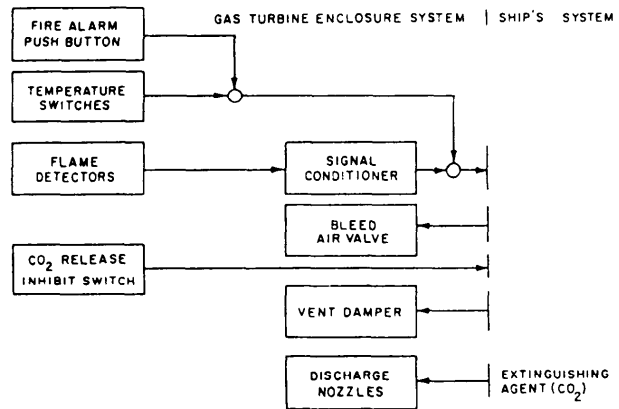 GAS TURBINE ENCLOSURE SYSTEM | SHIP'S SYSTEM
FIRE ALARM
PUSH BUTTON
TEMPERATURE
SWITCHES
FLAME
DETECTORS
SIGNAL
CONDITIONER
BLEED
AIR VALVE
CO₂ RELEASE
INHIBIT SWITCH
VENT DAMPER
DISCHARGE
NOZZLES
EXTINGUISHING
AGENT (CO₂)